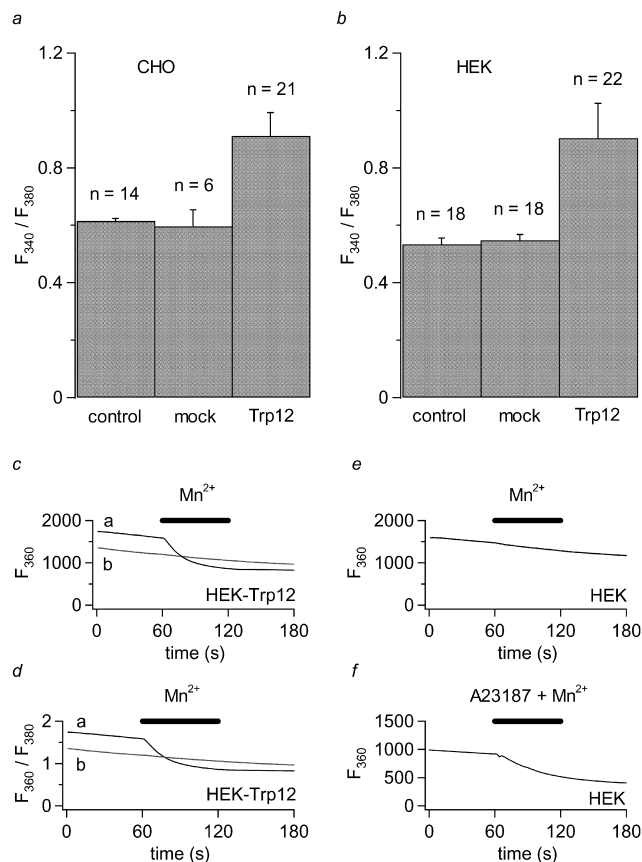 a
CHO
1.2
0.8
0.4
0
F340 / F380
n = 14
n = 6
n = 21
control mock Trp12
b
HEK
1.2
0.8
0.4
0
F340 / F380
n = 18
n = 18
n = 22
control mock Trp12
c
Mn2+
2000
1000
0
F360
a
b
HEK-Trp12
0 60 120 180
time (s)
e
Mn2+
2000
1000
0
F360
HEK
0 60 120 180
time (s)
d
Mn2+
2
1
0
F360 / F380
a
b
HEK-Trp12
0 60 120 180
time (s)
f
A23187 + Mn2+
1500
1000
500
0
F360
HEK
0 60 120 180
time (s)